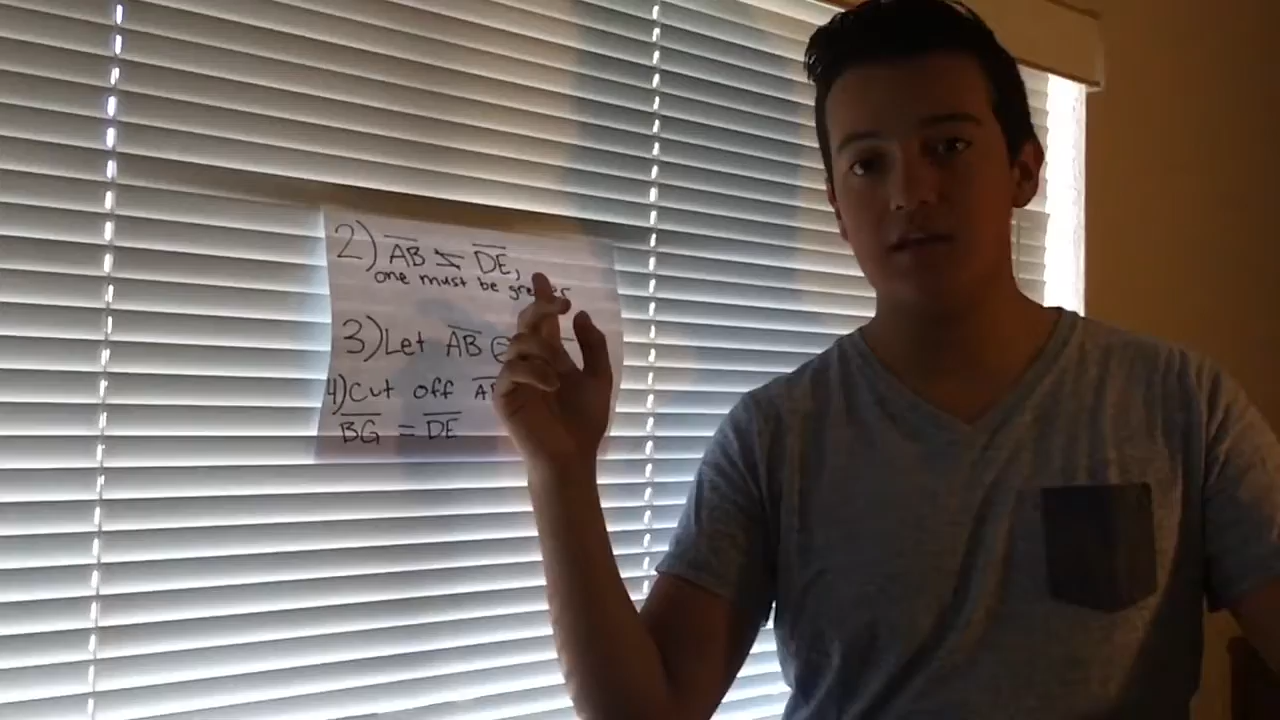 2) AB ≠ DE,
one must be greater
3) Let AB
4) Cut off
BG = DE